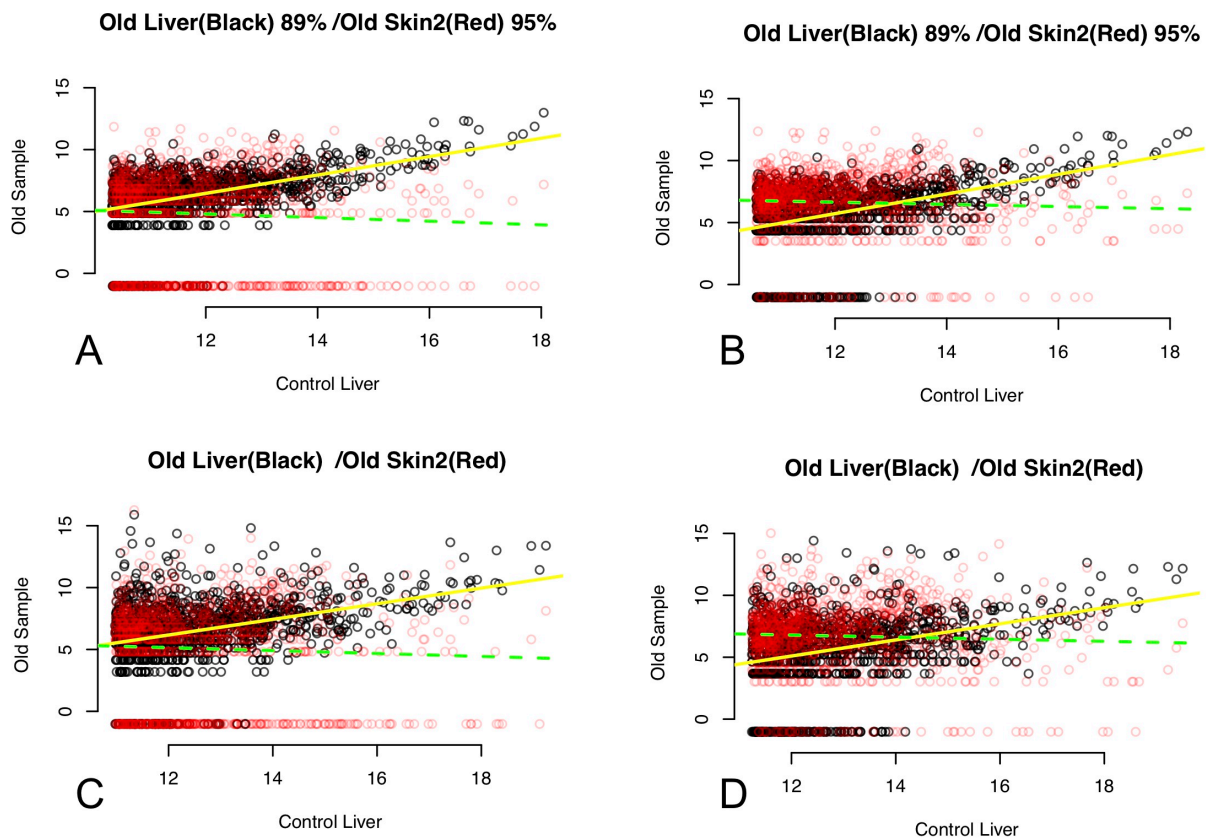 Old Liver(Black) 89% /Old Skin2(Red) 95%
15
10
5
0
Old Sample
12 14 16 18
Control Liver
A
Old Liver(Black) 89% /Old Skin2(Red) 95%
15
10
5
0
Old Sample
12 14 16 18
Control Liver
B
Old Liver(Black) /Old Skin2(Red)
15
10
5
0
Old Sample
12 14 16 18
Control Liver
C
Old Liver(Black) /Old Skin2(Red)
15
10
5
0
Old Sample
12 14 16 18
Control Liver
D